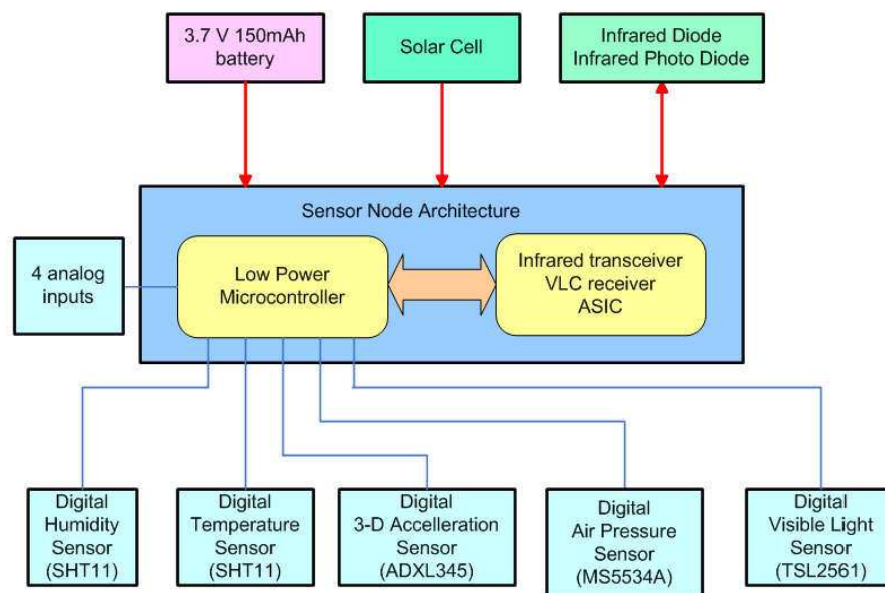 3.7 V 150mAh
battery
Solar Cell
Infrared Diode
Infrared Photo Diode
Sensor Node Architecture
4 analog
inputs
Low Power
Microcontroller
Infrared transceiver
VLC receiver
ASIC
Digital
Humidity
Sensor
(SHT11)
Digital
Temperature
Sensor
(SHT11)
Digital
3-D Accelleration
Sensor
(ADXL345)
Digital
Air Pressure
Sensor
(MS5534A)
Digital
Visible Light
Sensor
(TSL2561)